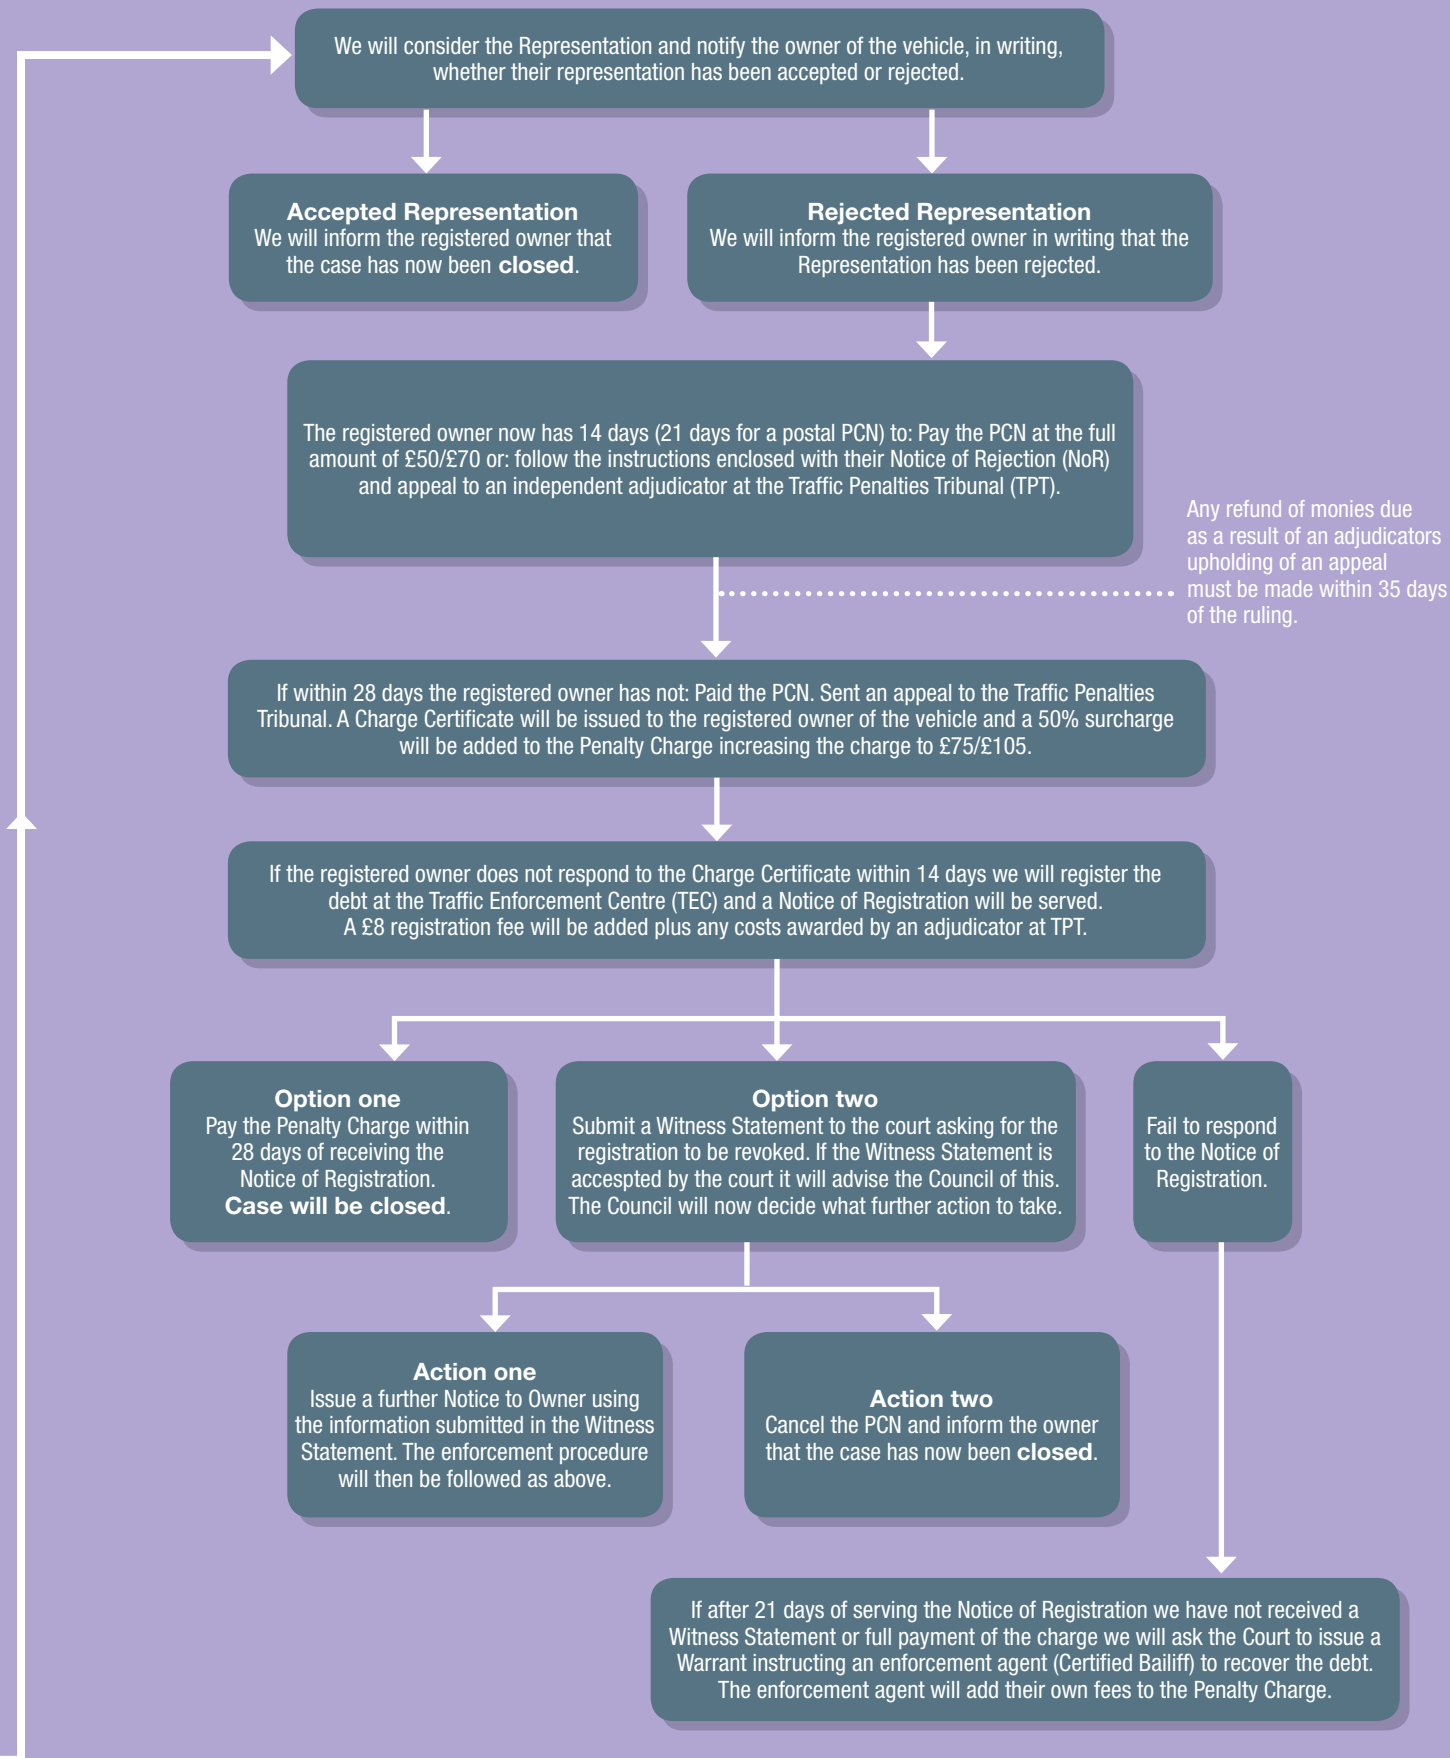 We will consider the Representation and notify the owner of the vehicle, in writing,
whether their representation has been accepted or rejected.
Accepted Representation
We will inform the registered owner that
the case has now been closed.
Rejected Representation
We will inform the registered owner in writing that the
Representation has been rejected.
The registered owner now has 14 days (21 days for a postal PCN) to: Pay the PCN at the full
amount of £50/£70 or: follow the instructions enclosed with their Notice of Rejection (NoR)
and appeal to an independent adjudicator at the Traffic Penalties Tribunal (TPT).
Any refund of monies due
as a result of an adjudicators
upholding of an appeal
must be made within 35 days
of the ruling.
If within 28 days the registered owner has not: Paid the PCN. Sent an appeal to the Traffic Penalties
Tribunal. A Charge Certificate will be issued to the registered owner of the vehicle and a 50% surcharge
will be added to the Penalty Charge increasing the charge to £75/£105.
If the registered owner does not respond to the Charge Certificate within 14 days we will register the
debt at the Traffic Enforcement Centre (TEC) and a Notice of Registration will be served.
A £8 registration fee will be added plus any costs awarded by an adjudicator at TPT.
Option one
Pay the Penalty Charge within
28 days of receiving the
Notice of Registration.
Case will be closed.
Option two
Submit a Witness Statement to the court asking for the
registration to be revoked. If the Witness Statement is
accespted by the court it will advise the Council of this.
The Council will now decide what further action to take.
Fail to respond
to the Notice of
Registration.
Action one
Issue a further Notice to Owner using
the information submitted in the Witness
Statement. The enforcement procedure
will then be followed as above.
Action two
Cancel the PCN and inform the owner
that the case has now been closed.
If after 21 days of serving the Notice of Registration we have not received a
Witness Statement or full payment of the charge we will ask the Court to issue a
Warrant instructing an enforcement agent (Certified Bailiff) to recover the debt.
The enforcement agent will add their own fees to the Penalty Charge.